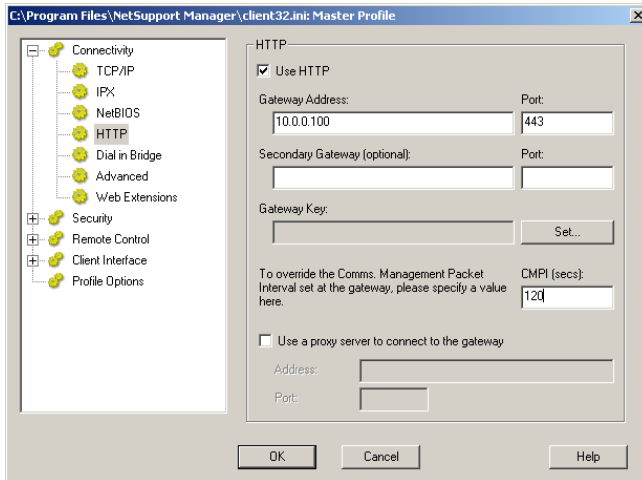 C:\Program Files\NetSupport Manager\client32.ini: Master Profile
Connectivity
TCP/IP
IPX
NetBIOS
HTTP
Dial in Bridge
Advanced
Web Extensions
Security
Remote Control
Client Interface
Profile Options
HTTP
Use HTTP
Gateway Address: Port:
10.0.0.100 443
Secondary Gateway (optional): Port:
Gateway Key:
Set...
To override the Comms. Management Packet
Interval set at the gateway, please specify a value
here.
CMPI (secs):
120
Use a proxy server to connect to the gateway
Address:
Port:
OK Cancel Help